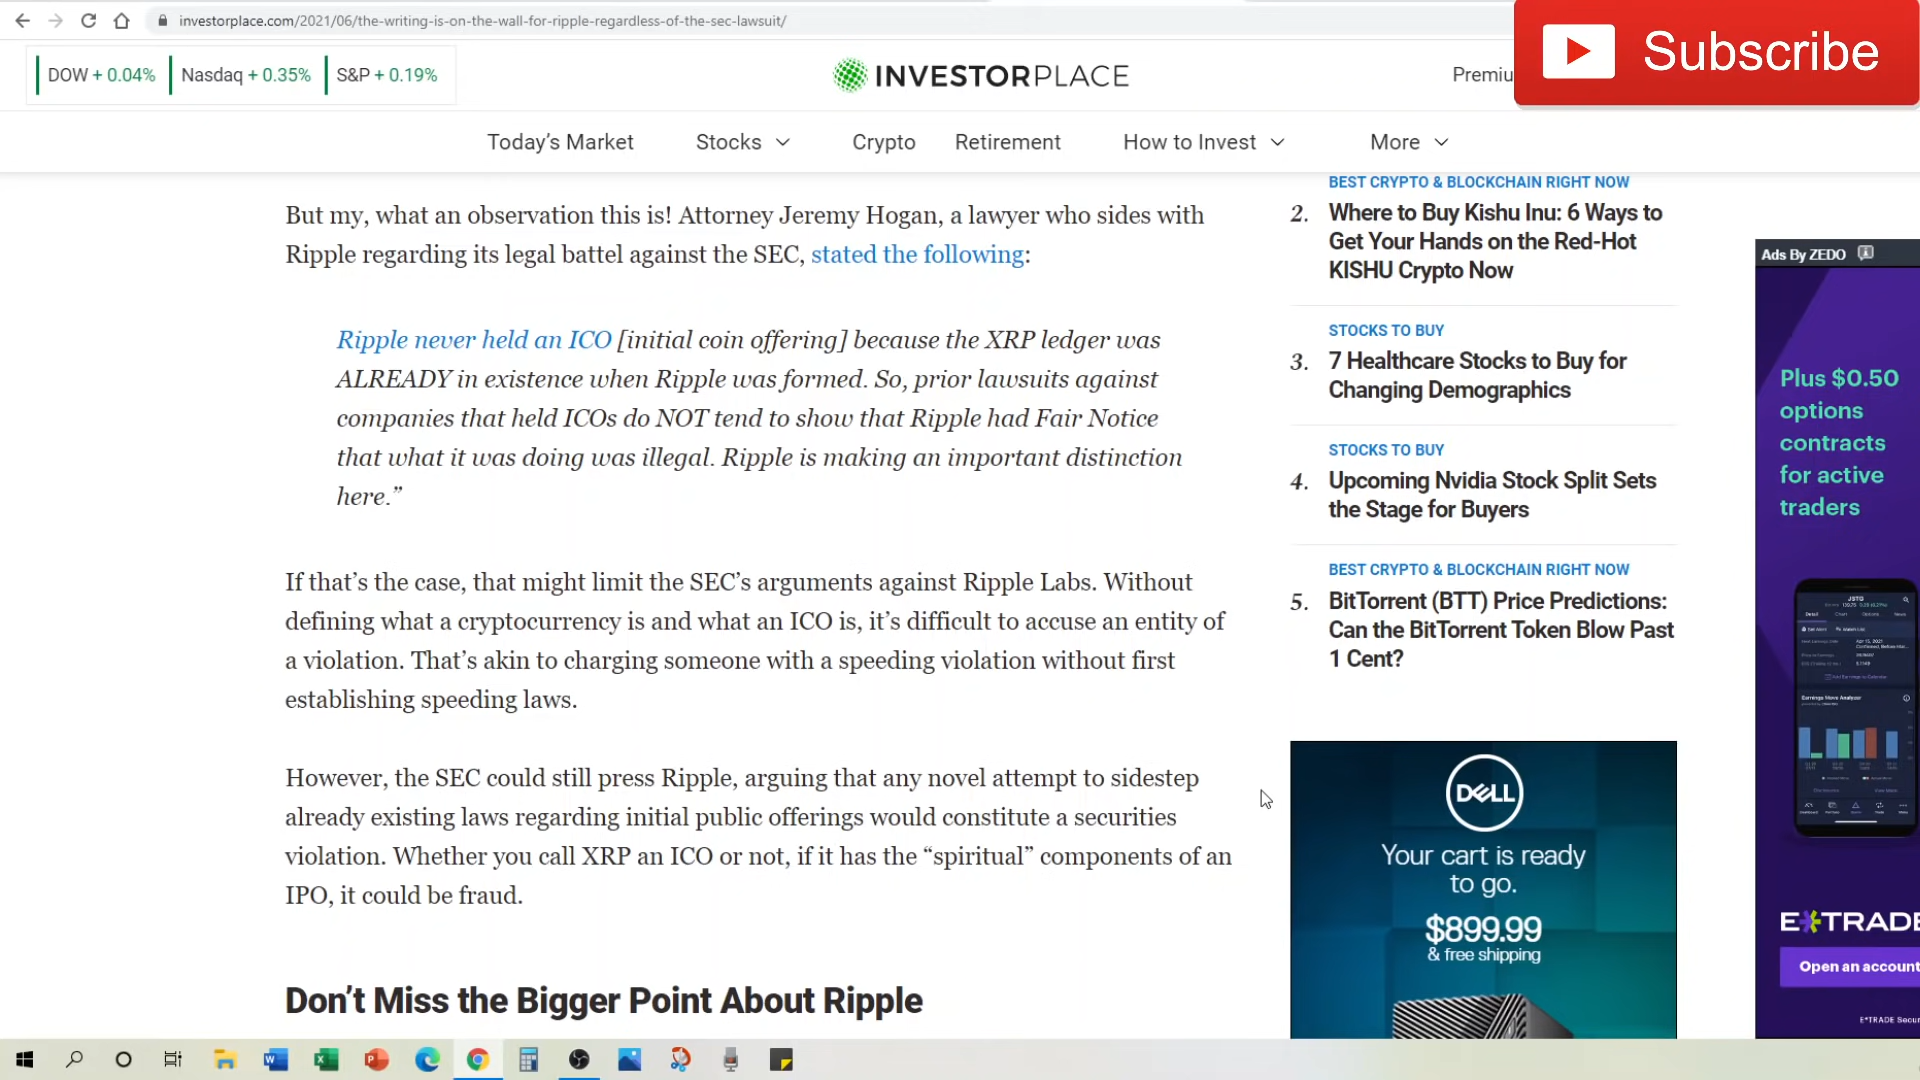 investorplace.com/2021/06/the-writing-is-on-the-wall-for-ripple-regardless-of-the-sec-lawsuit/
Subscribe
DOW + 0.04%
Nasdaq + 0.35%
S&P + 0.19%
INVESTORPLACE
Premiu
Today's Market
Stocks
Crypto
Retirement
How to Invest
More
But my, what an observation this is! Attorney Jeremy Hogan, a lawyer who sides with
Ripple regarding its legal battel against the SEC, stated the following:
Ripple never held an ICO [initial coin offering] because the XRP ledger was
ALREADY in existence when Ripple was formed. So, prior lawsuits against
companies that held ICOs do NOT tend to show that Ripple had Fair Notice
that what it was doing was illegal. Ripple is making an important distinction
here.”
If that’s the case, that might limit the SEC’s arguments against Ripple Labs. Without
defining what a cryptocurrency is and what an ICO is, it’s difficult to accuse an entity of
a violation. That’s akin to charging someone with a speeding violation without first
establishing speeding laws.
However, the SEC could still press Ripple, arguing that any novel attempt to sidestep
already existing laws regarding initial public offerings would constitute a securities
violation. Whether you call XRP an ICO or not, if it has the “spiritual” components of an
IPO, it could be fraud.
Don’t Miss the Bigger Point About Ripple
BEST CRYPTO & BLOCKCHAIN RIGHT NOW
2. Where to Buy Kishu Inu: 6 Ways to
Get Your Hands on the Red-Hot
KISHU Crypto Now
STOCKS TO BUY
3. 7 Healthcare Stocks to Buy for
Changing Demographics
STOCKS TO BUY
4. Upcoming Nvidia Stock Split Sets
the Stage for Buyers
BEST CRYPTO & BLOCKCHAIN RIGHT NOW
5. BitTorrent (BTT) Price Predictions:
Can the BitTorrent Token Blow Past
1 Cent?
DELL
Your cart is ready
to go.
$899.99
& free shipping
Ads By ZEDO
Plus $0.50
options
contracts
for active
traders
JSTG
E*TRADE
Open an account
E*TRADE Secur